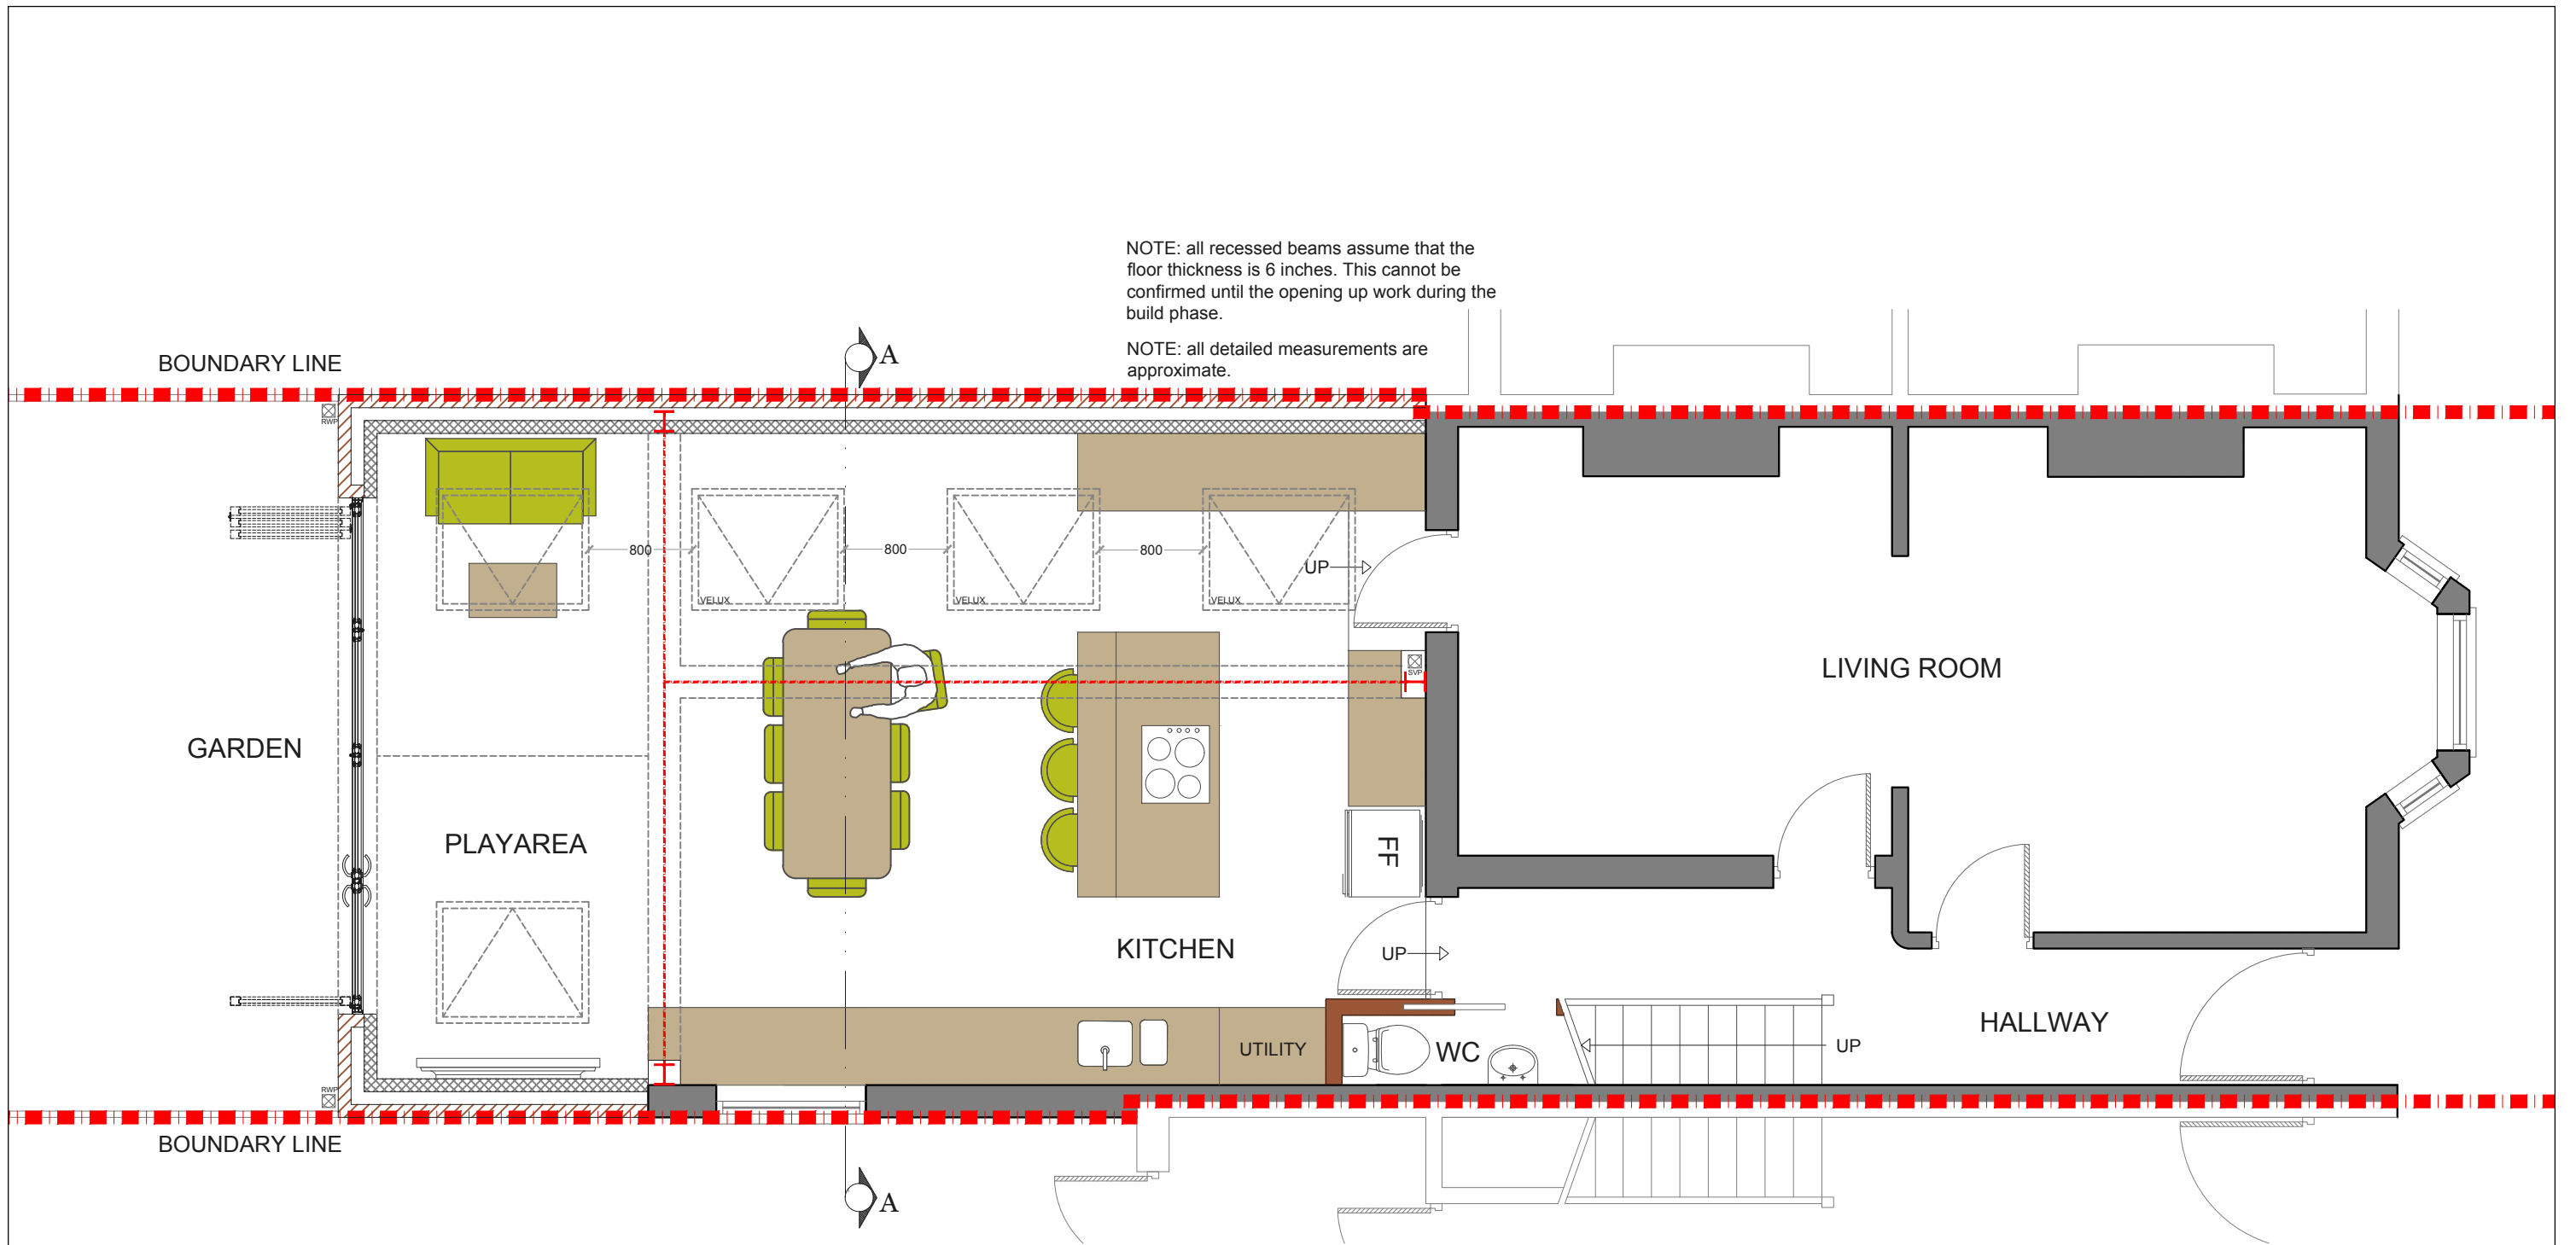 NOTE: all recessed beams assume that the
floor thickness is 6 inches. This cannot be
confirmed until the opening up work during the
build phase.
NOTE: all detailed measurements are
approximate.
BOUNDARY LINE
A
RWP
800
800
800
UP
VELUX
VELUX
VELUX
SVP
LIVING ROOM
GARDEN
PLAYAREA
FF
KITCHEN
UP
HALLWAY
UTILITY
WC
UP
RWP
BOUNDARY LINE
A